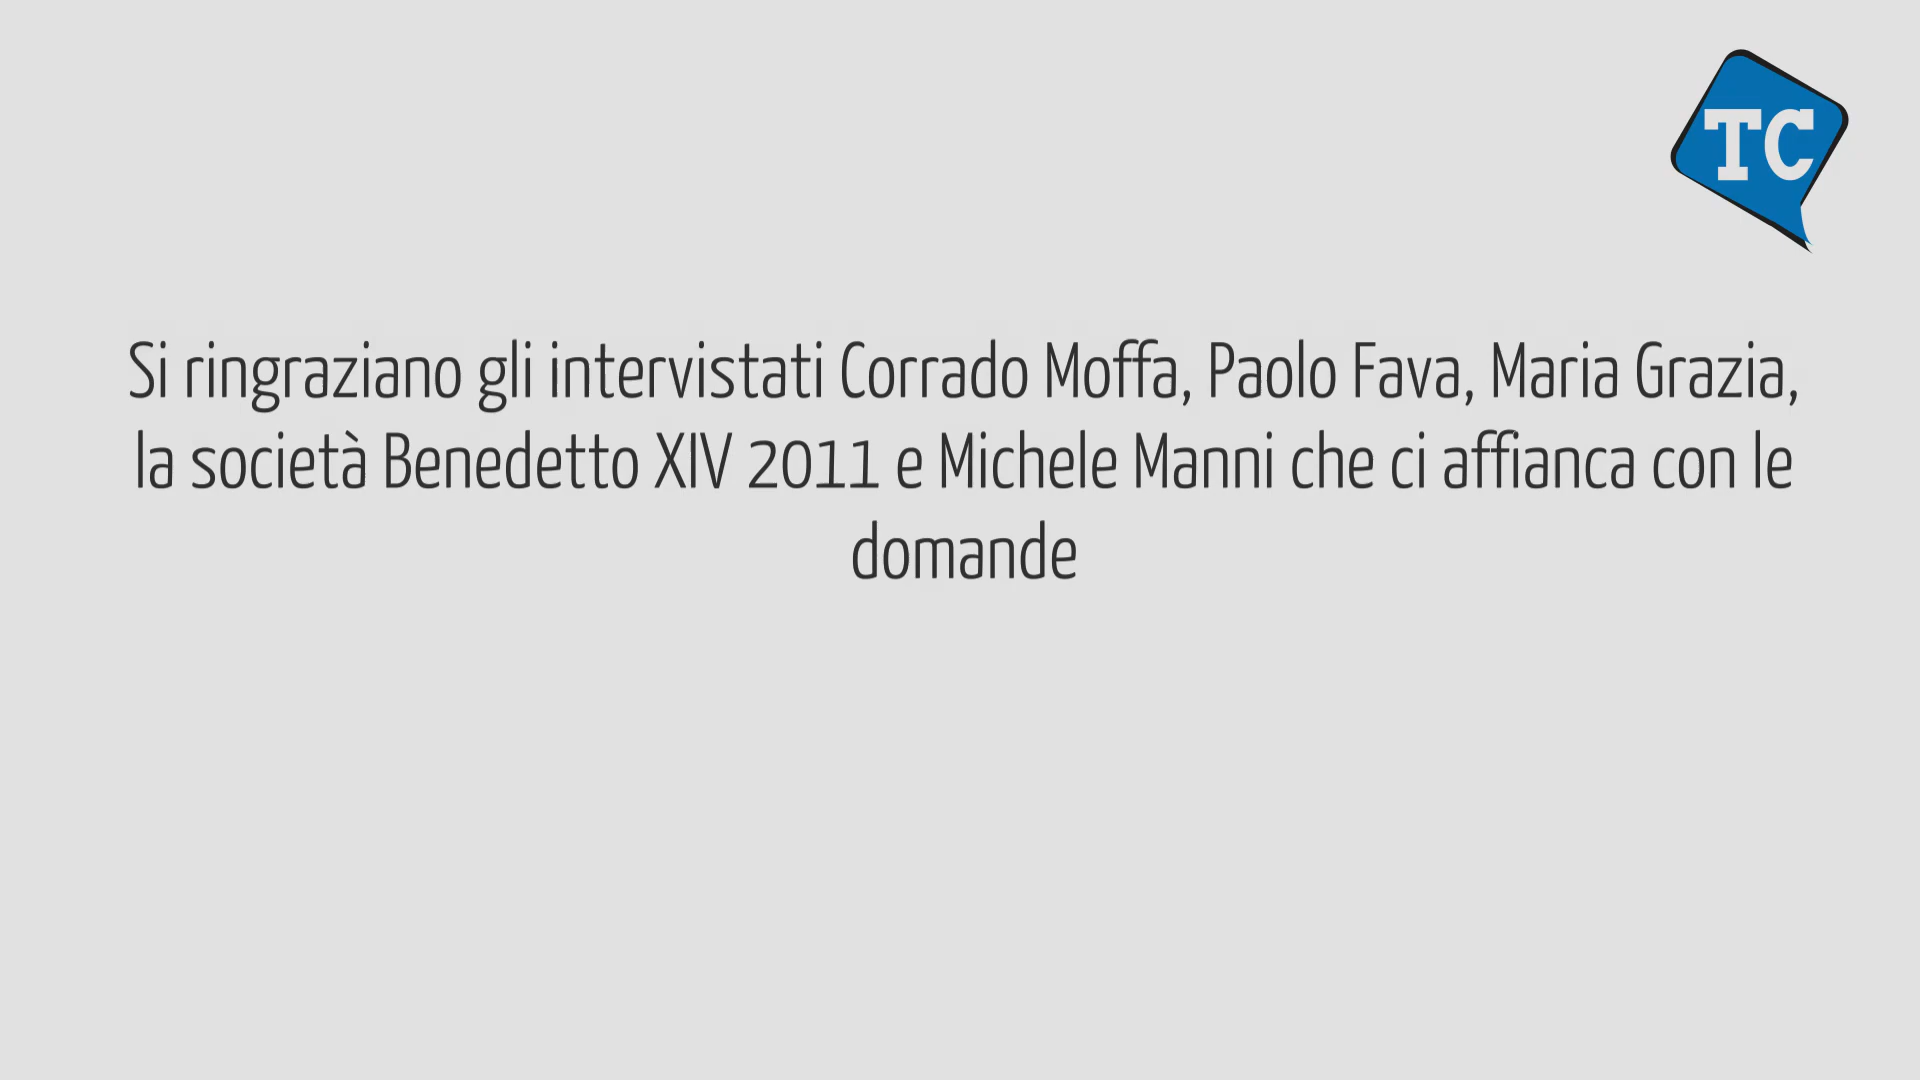 TC
Si ringraziano gli intervistati Corrado Moffa, Paolo Fava, Maria Grazia,
la società Benedetto XIV 2011 e Michele Manni che ci affianca con le
domande